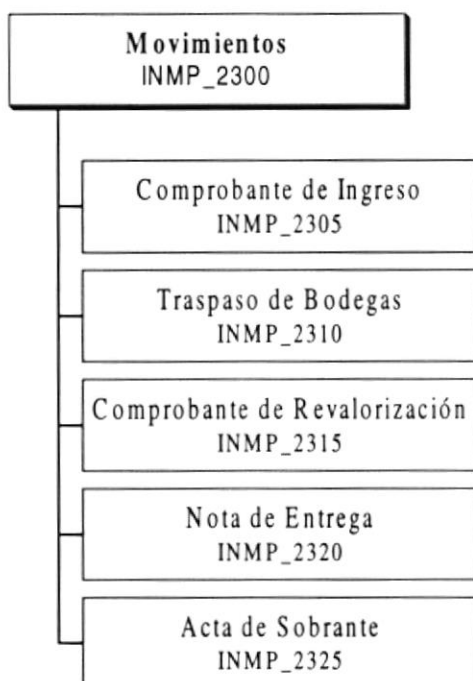 Movimientos
INMP_2300
Comprobante de Ingreso
INMP_2305
Traspaso de Bodegas
INMP_2310
Comprobante de Revalorización
INMP_2315
Nota de Entrega
INMP_2320
Acta de Sobrante
INMP_2325